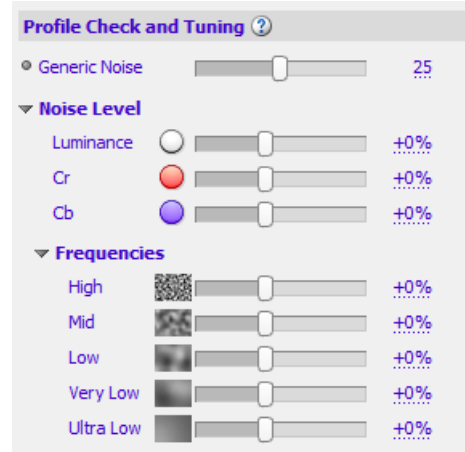 Profile Check and Tuning ?
Generic Noise 25
Noise Level
Luminance +0%
Cr +0%
Cb +0%
Frequencies
High +0%
Mid +0%
Low +0%
Very Low +0%
Ultra Low +0%